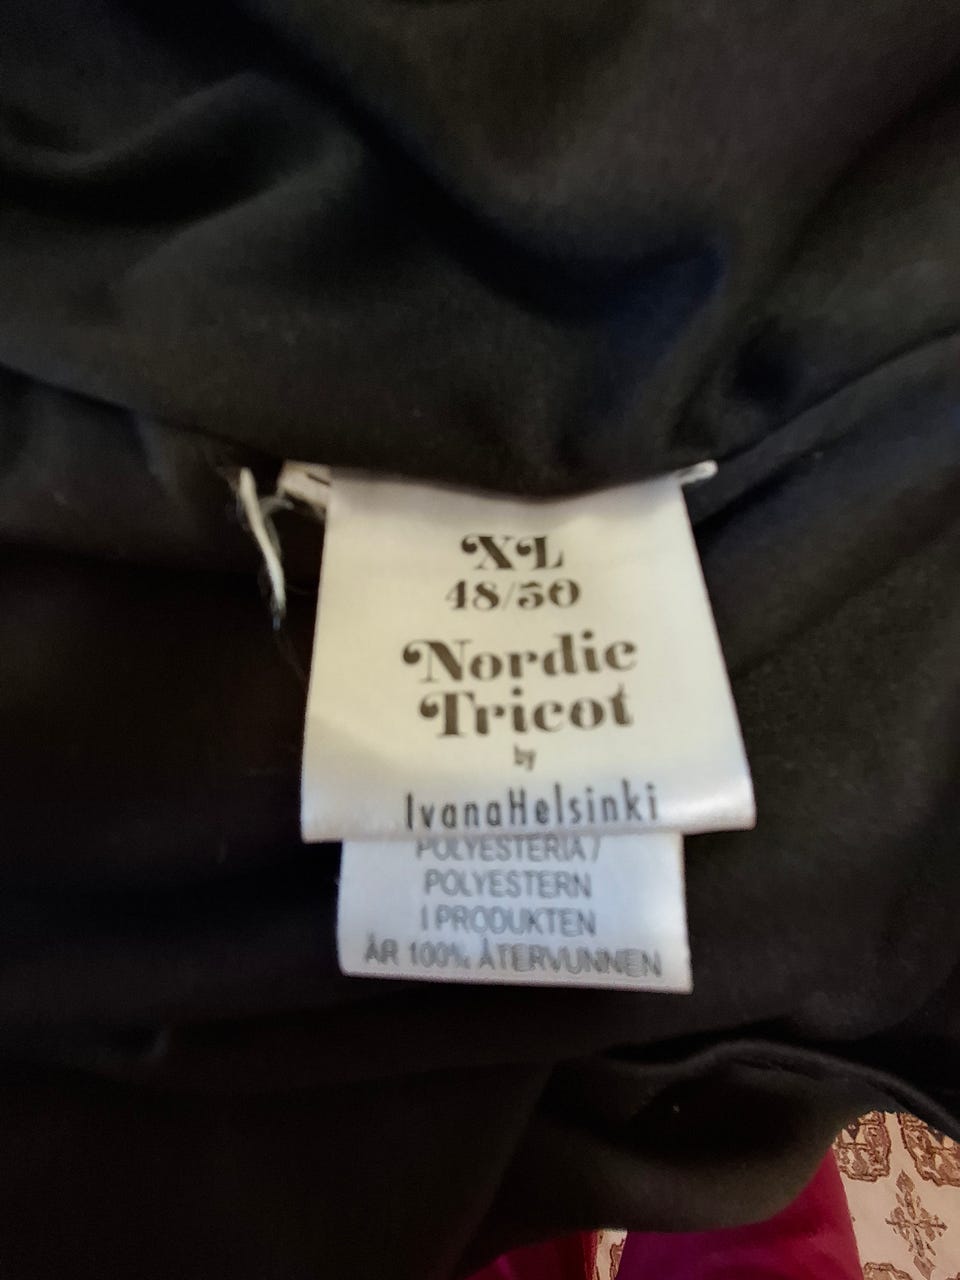 XL
48/50
Nordic
Tricot
by
IvanaHelsinki
POLYESTERIA/
POLYESTERN
I PRODUKTEN
ÄR 100% ÅTERVUNNEN